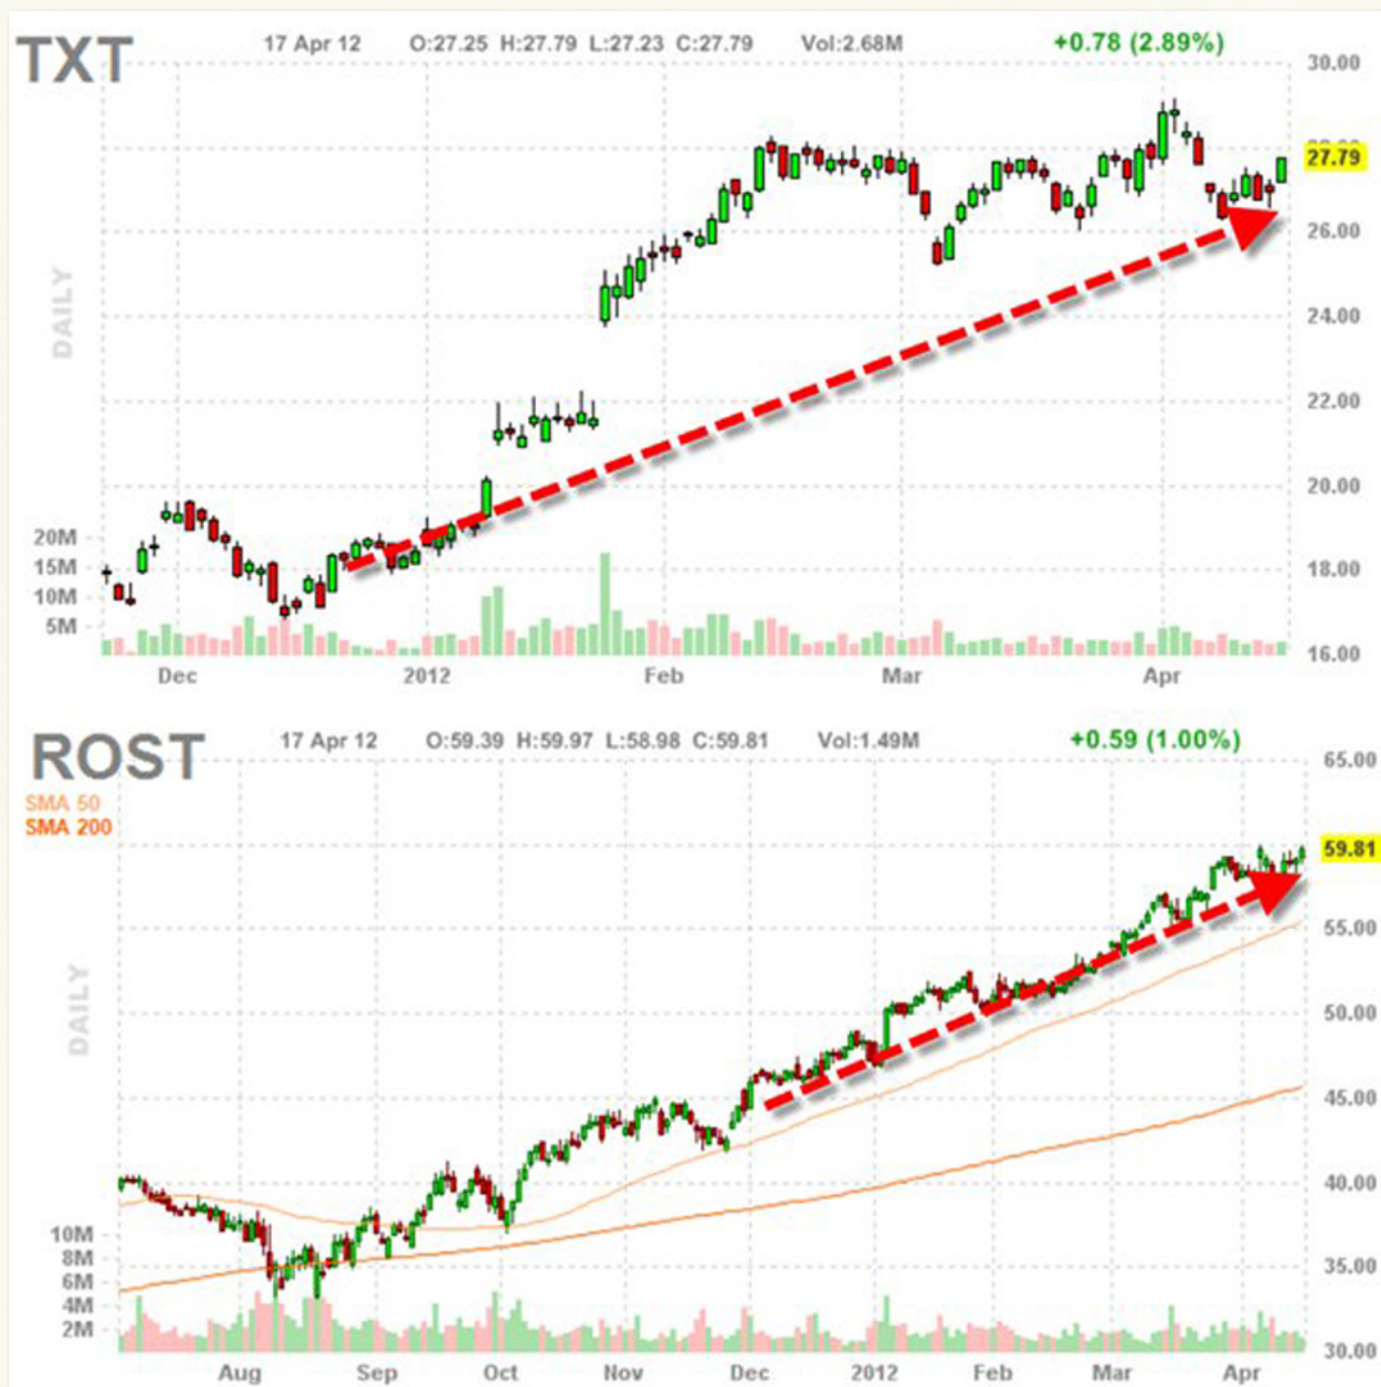 TXT 17 Apr 12 O:27.25 H:27.79 L:27.23 C:27.79 Vol:2.68M +0.78 (2.89%)
30.00
27.79
26.00
24.00
22.00
20.00
18.00
16.00
DAILY
20M
15M
10M
5M
Dec 2012 Feb Mar Apr
ROST 17 Apr 12 O:59.39 H:59.97 L:58.98 C:59.81 Vol:1.49M +0.59 (1.00%)
SMA 50
SMA 200
65.00
59.81
55.00
50.00
45.00
40.00
35.00
30.00
DAILY
10M
8M
6M
4M
2M
Aug Sep Oct Nov Dec 2012 Feb Mar Apr